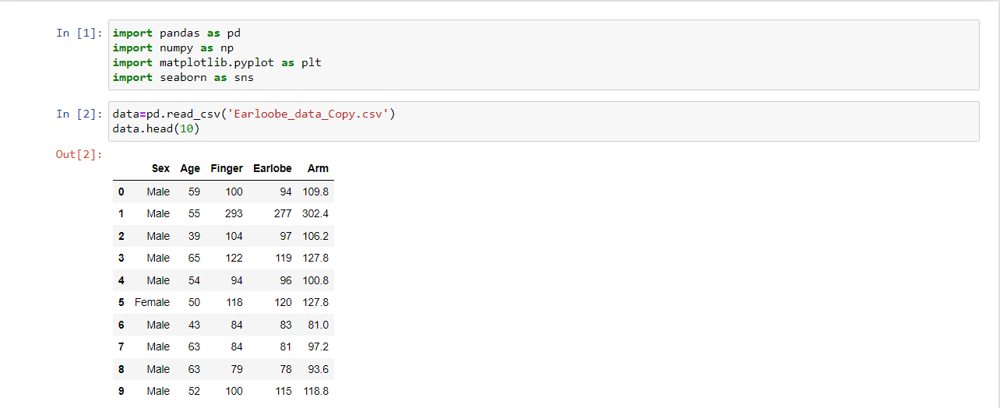 In [1]: import pandas as pd
import numpy as np
import matplotlib.pyplot as plt
import seaborn as sns
In [2]: data=pd.read_csv('Earloobe_data_Copy.csv')
data.head(10)
Out[2]:
Sex Age Finger Earlobe Arm
0 Male 59 100 94 109.8
1 Male 55 293 277 302.4
2 Male 39 104 97 106.2
3 Male 65 122 119 127.8
4 Male 54 94 96 100.8
5 Female 50 118 120 127.8
6 Male 43 84 83 81.0
7 Male 63 84 81 97.2
8 Male 63 79 78 93.6
9 Male 52 100 115 118.8